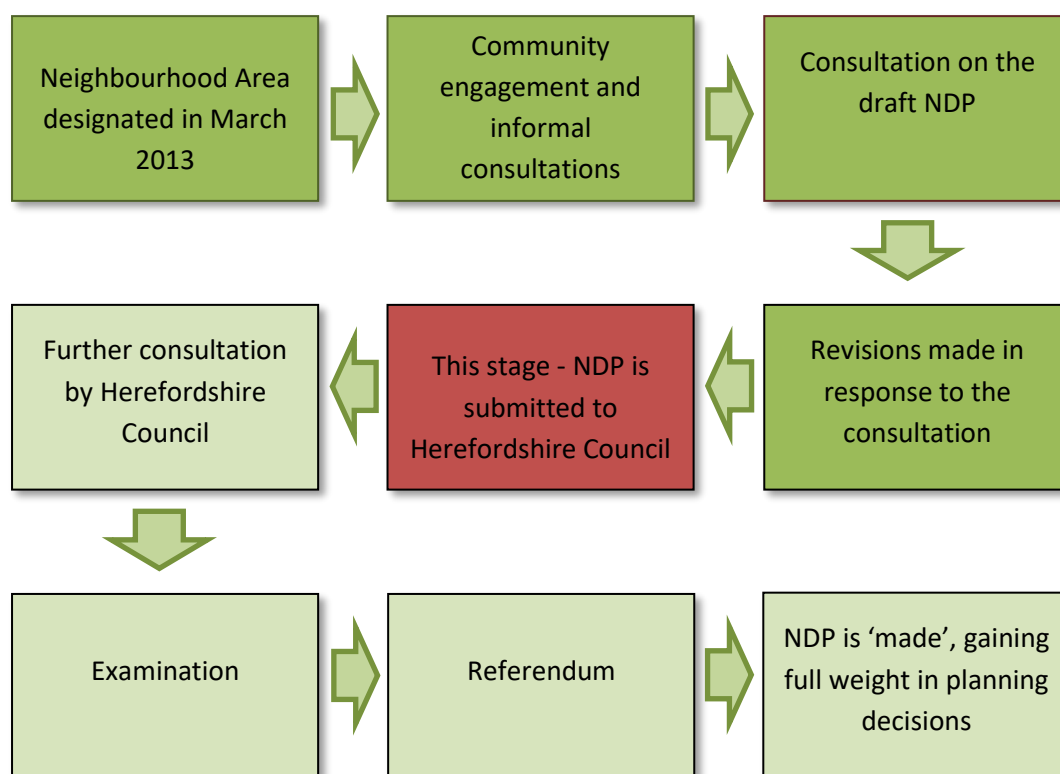 Neighbourhood Area
designated in March
2013
Community
engagement and
informal
consultations
Consultation on the
draft NDP
Revisions made in
response to the
consultation
This stage - NDP is
submitted to
Herefordshire Council
Further consultation
by Herefordshire
Council
Examination
Referendum
NDP is ‘made’, gaining
full weight in planning
decisions